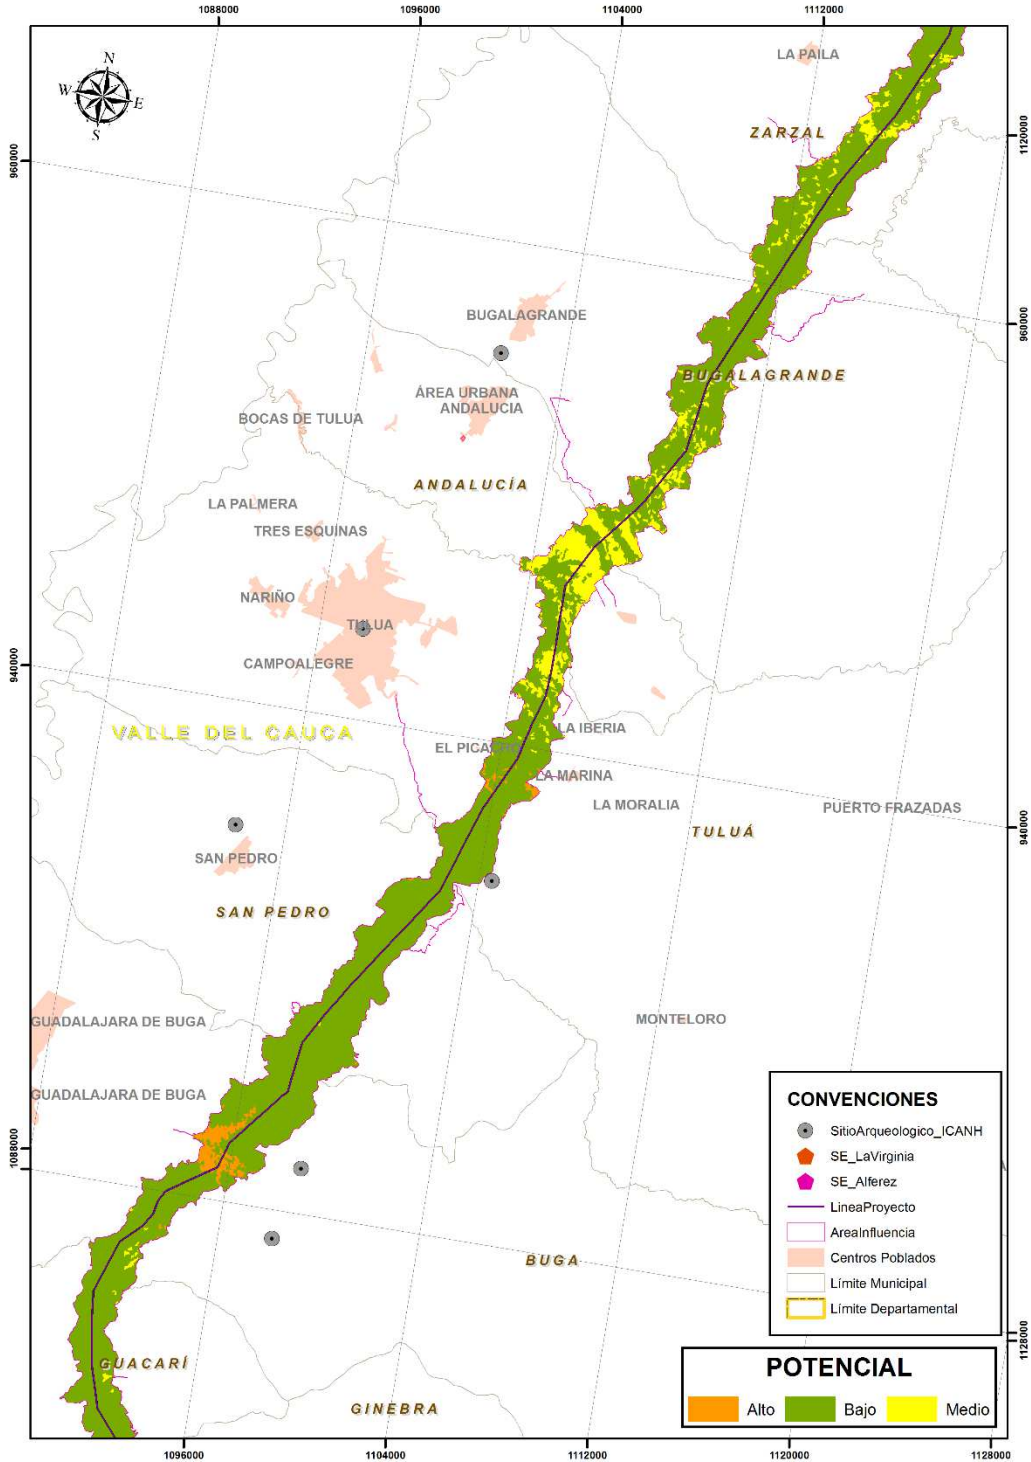 1088000
1096000
1104000
1112000
N
W
E
S
LA PAILA
ZARZAL
1120000
960000
BUGALAGRANDE
960000
BUGALAGRANDE
ÁREA URBANA
ANDALUCIA
BOCAS DE TULUA
ANDALUCÍA
LA PALMERA
TRES ESQUINAS
NARIÑO
TULUA
CAMPOALEGRE
940000
VALLE DEL CAUCA
LA IBERIA
EL PICACHO
LA MARINA
LA MORALIA
PUERTO FRAZADAS
TULUÁ
940000
SAN PEDRO
SAN PEDRO
GUADALAJARA DE BUGA
MONTELORO
GUADALAJARA DE BUGA
1088000
BUGA
GUACARÍ
GINEBRA
CONVENCIONES
SitioArqueologico_ICANH
SE_LaVirginia
SE_Alferez
LineaProyecto
AreaInfluencia
Centros Poblados
Límite Municipal
Límite Departamental
1128000
POTENCIAL
Alto
Bajo
Medio
1096000
1104000
1112000
1120000
1128000